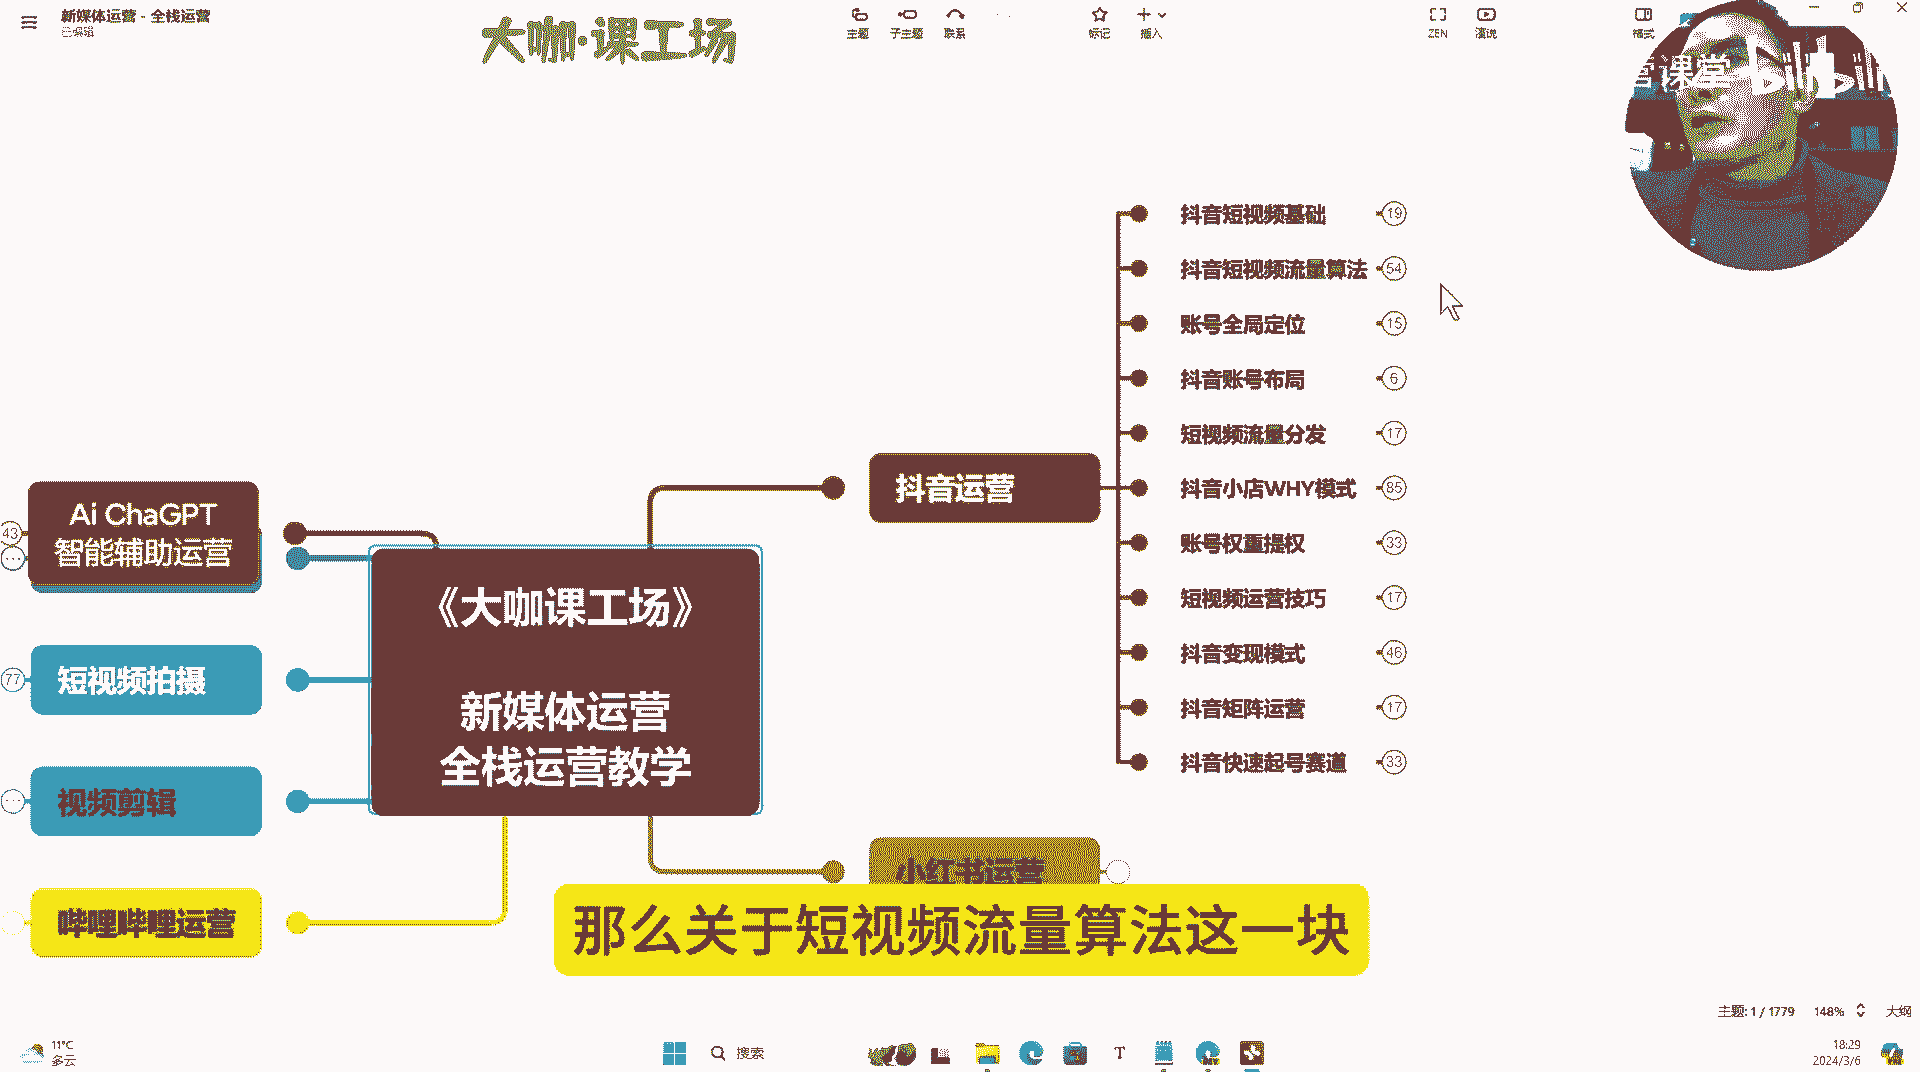 新媒体运营 - 全栈运营
已编辑
大咖·课工场
主题
子主题
联系
标记
插入
ZEN
演说
格式
营课堂
bilibili
抖音短视频基础 19
抖音短视频流量算法 54
账号全局定位 15
抖音账号布局 6
短视频流量分发 17
抖音小店WHY模式 85
账号权重提权 33
短视频运营技巧 17
抖音变现模式 46
抖音矩阵运营 17
抖音快速起号赛道 33
抖音运营
Ai ChaGPT
智能辅助运营
43
《大咖课工场》
新媒体运营
全栈运营教学
短视频拍摄
77
视频剪辑
哔哩哔哩运营
小红书运营
那么关于短视频流量算法这一块
主题: 1 / 1779
148%
大纲
11°C
多云
搜索
18:29
2024/3/6